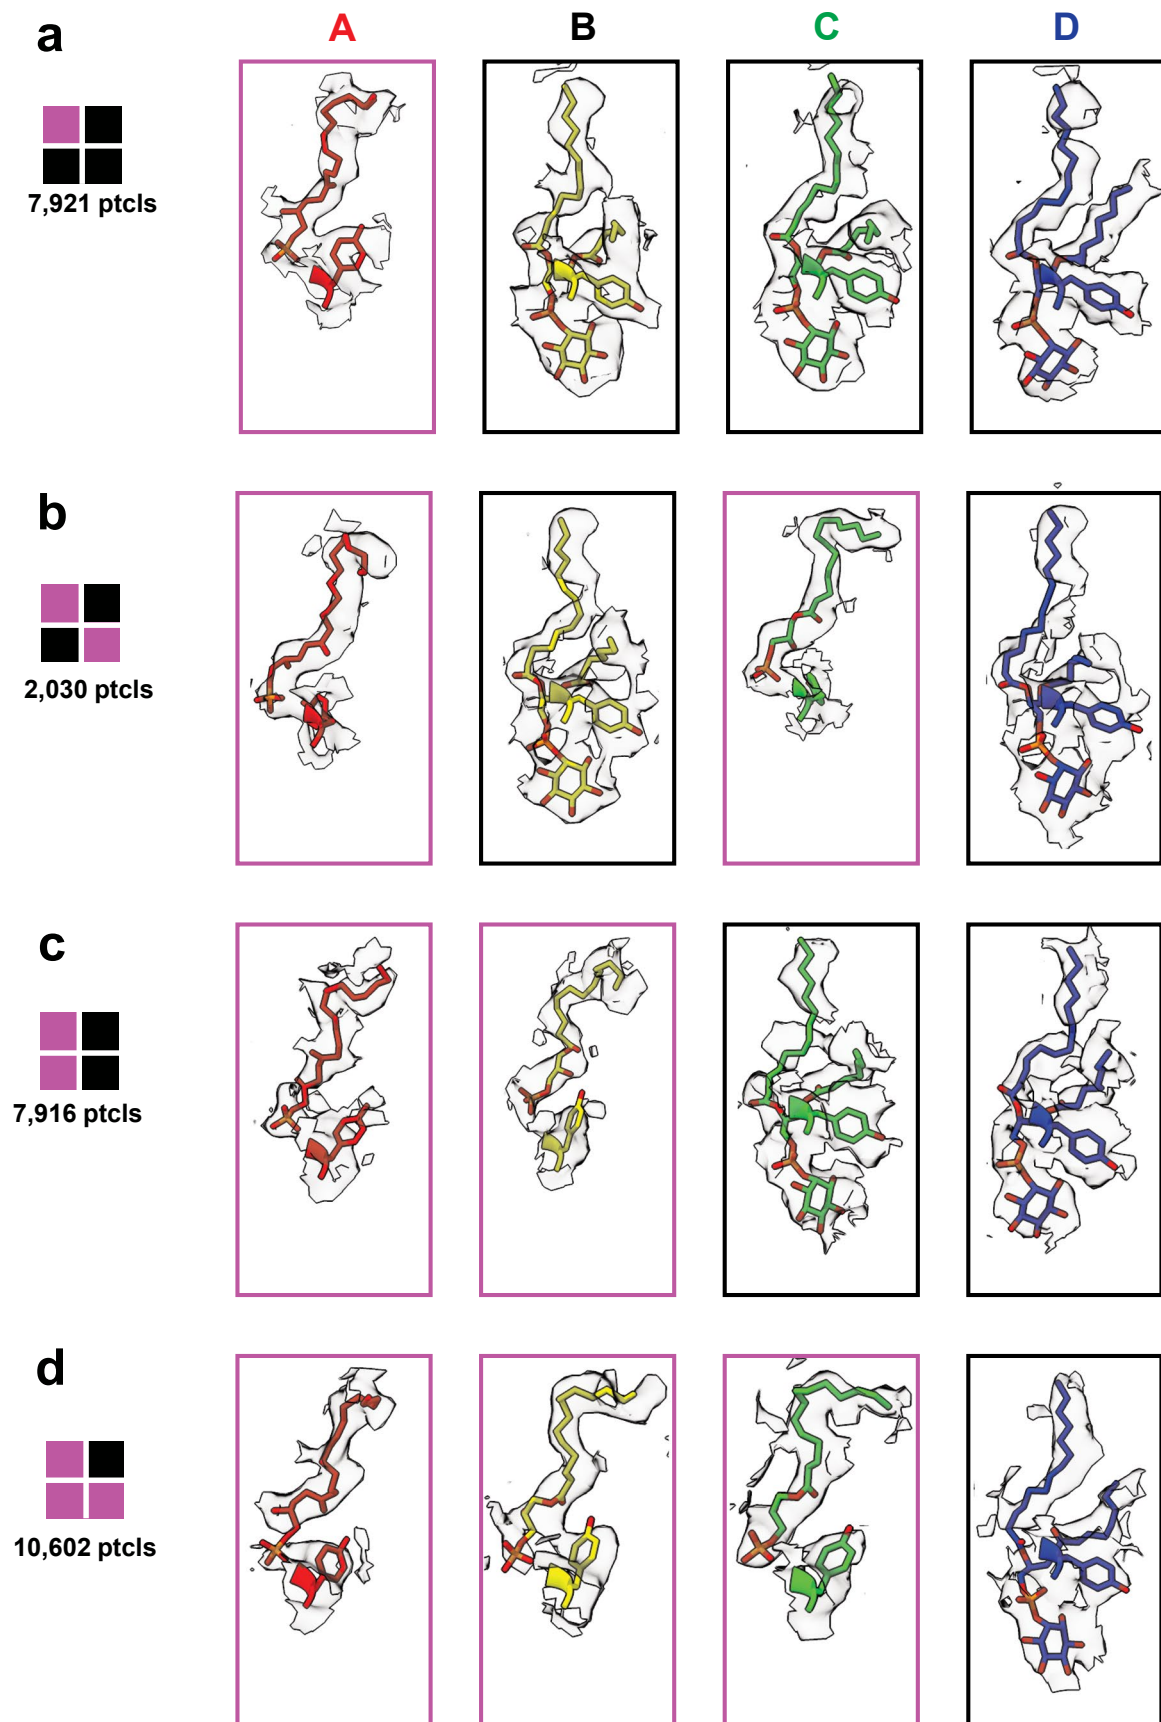 a
A B C D
7,921 ptcls
b
2,030 ptcls
c
7,916 ptcls
d
10,602 ptcls